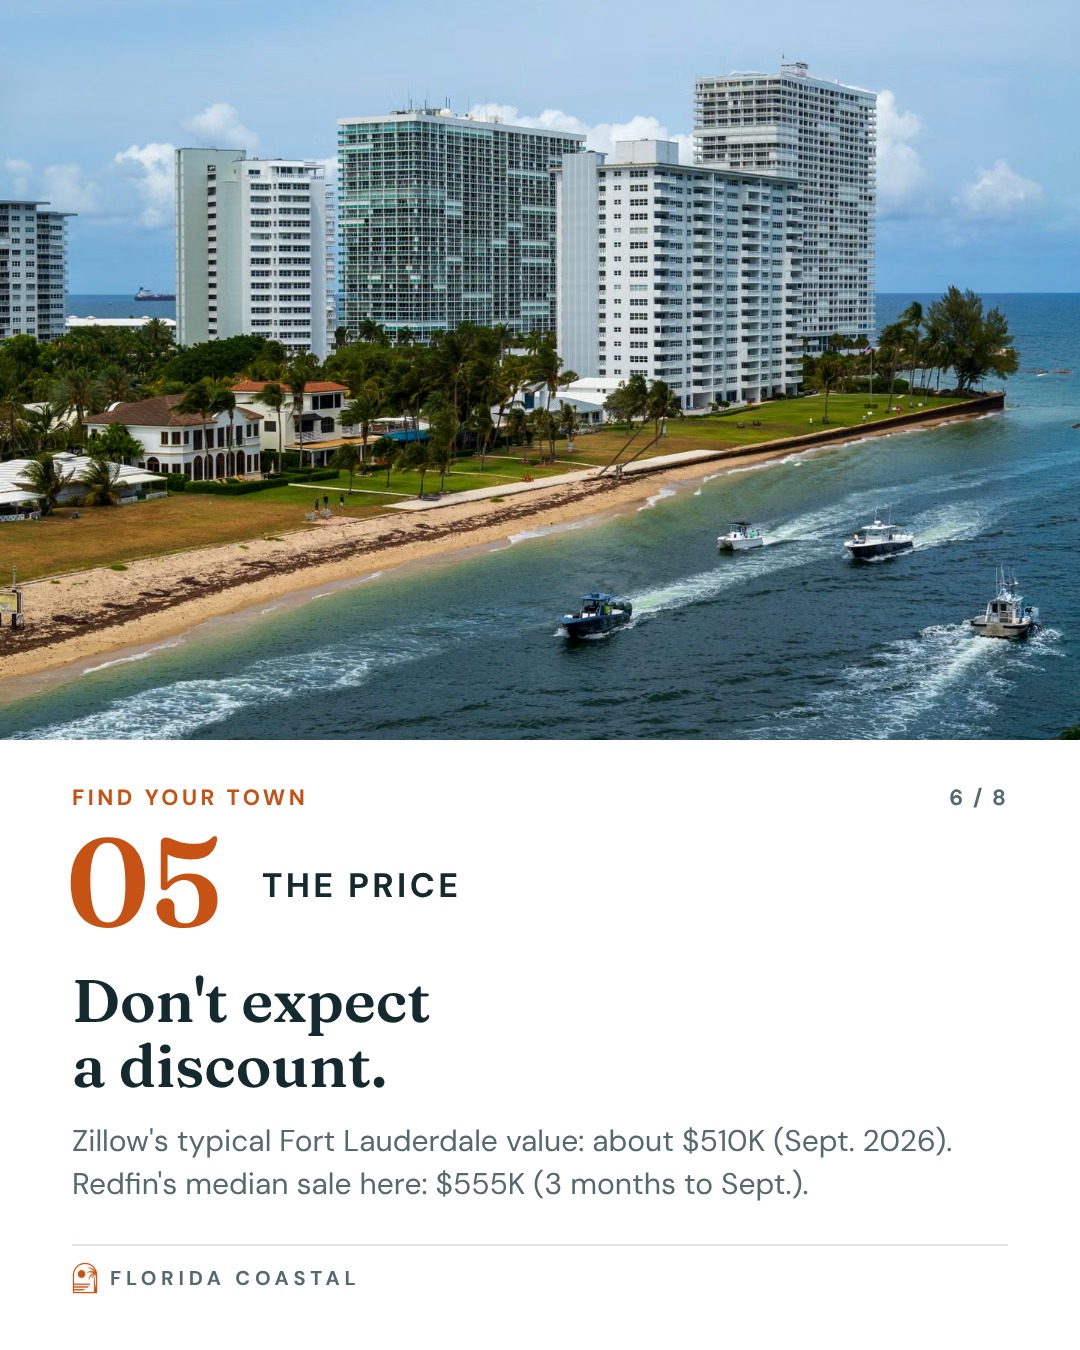 FIND YOUR TOWN
6 / 8
05 THE PRICE
Don't expect
a discount.
Zillow's typical Fort Lauderdale value: about $510K (Sept. 2026).
Redfin's median sale here: $555K (3 months to Sept.).
FLORIDA COASTAL